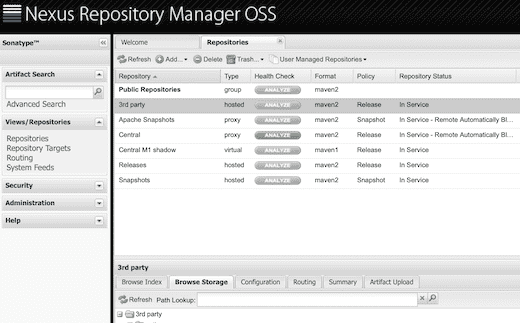 Nexus Repository Manager OSS
Sonatype™
Welcome
Repositories
Refresh Add... Delete Trash... User Managed Repositories
Artifact Search
Advanced Search
Views/Repositories
Repositories
Repository Targets
Routing
System Feeds
Security
Administration
Help
Repository Type Health Check Format Policy Repository Status
Public Repositories group ANALYZE maven2
3rd party hosted ANALYZE maven2 Release In Service
Apache Snapshots proxy ANALYZE maven2 Snapshot In Service - Remote Automatically Bl...
Central proxy ANALYZE maven2 Release In Service - Remote Automatically Bl...
Central M1 shadow virtual ANALYZE maven1 Release In Service
Releases hosted ANALYZE maven2 Release In Service
Snapshots hosted ANALYZE maven2 Snapshot In Service
3rd party
Browse Index Browse Storage Configuration Routing Summary Artifact Upload
Refresh Path Lookup:
3rd party